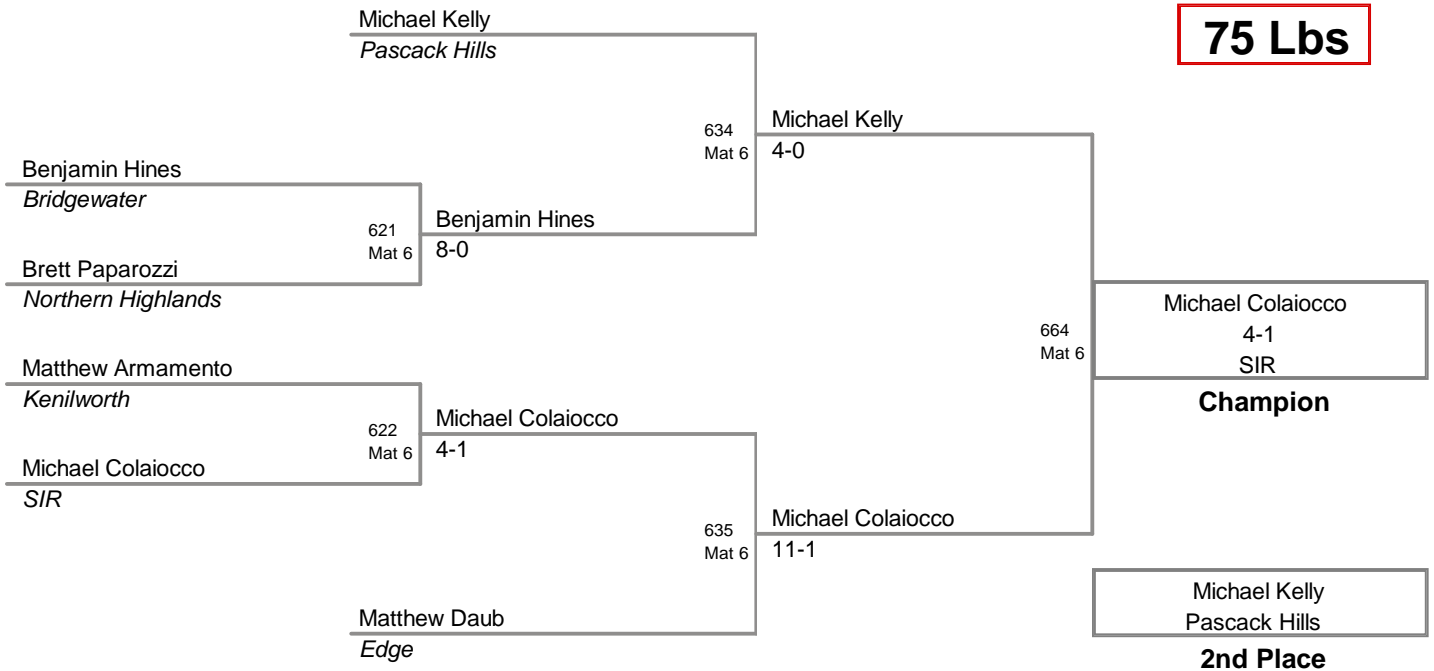 Michael Kelly
Pascack Hills
75 Lbs
634
Mat 6
Michael Kelly
4-0
Benjamin Hines
Bridgewater
621
Mat 6
Benjamin Hines
8-0
Brett Paparozzi
Northern Highlands
Michael Colaiocco
4-1
SIR
Champion
664
Mat 6
Matthew Armamento
Kenilworth
622
Mat 6
Michael Colaiocco
4-1
Michael Colaiocco
SIR
635
Mat 6
Michael Colaiocco
11-1
Matthew Daub
Edge
Michael Kelly
Pascack Hills
2nd Place